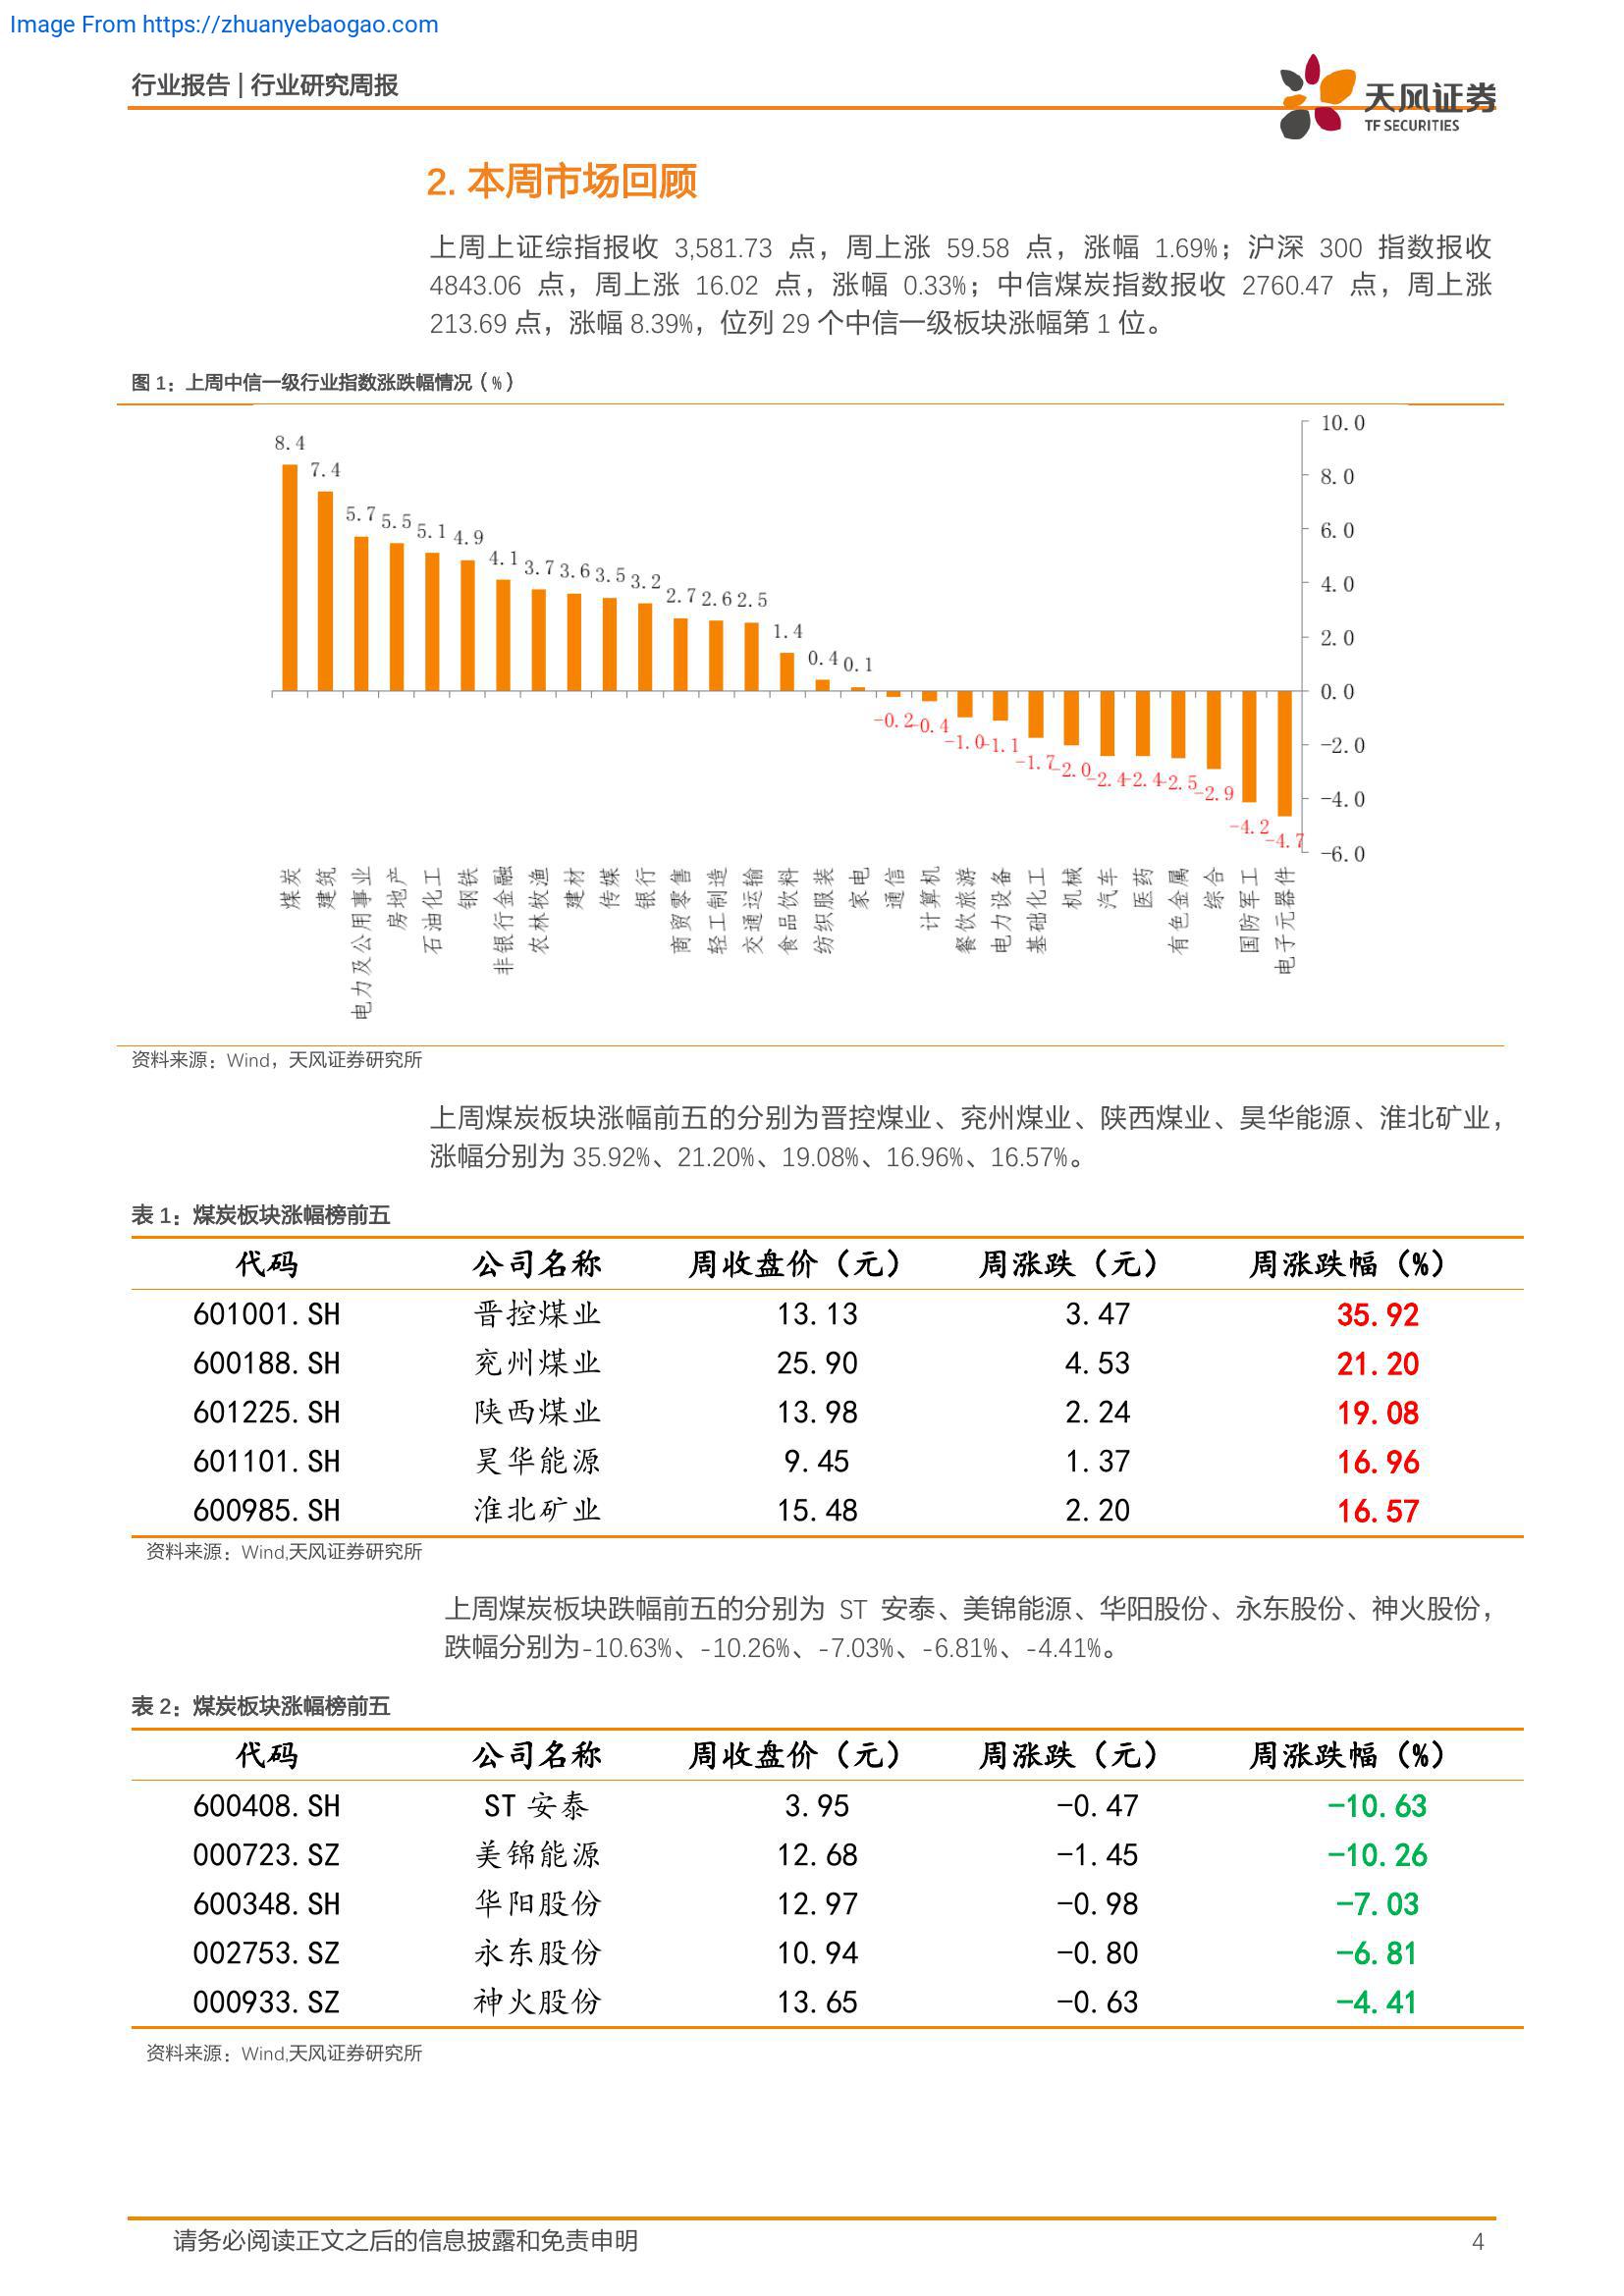 Image From https://zhuanyebaogao.com
行业报告 | 行业研究周报
天风证券
TF SECURITIES
2. 本周市场回顾
上周上证综指报收 3,581.73 点，周上涨 59.58 点，涨幅 1.69%；沪深 300 指数报收
4843.06 点，周上涨 16.02 点，涨幅 0.33%；中信煤炭指数报收 2760.47 点，周上涨
213.69 点，涨幅 8.39%，位列 29 个中信一级板块涨幅第 1 位。
图 1：上周中信一级行业指数涨跌幅情况（%）
10.0
8.0
6.0
4.0
2.0
0.0
-2.0
-4.0
-6.0
8.4 7.4 5.7 5.5 5.1 4.9 4.1 3.7 3.6 3.5 3.2 2.7 2.6 2.5 1.4 0.4 0.1 -0.2 -0.4 -1.0 -1.1 -1.7 -2.0 -2.4 -2.4 -2.5 -2.9 -4.2 -4.7
煤炭
建筑
电力及公用事业
房地产
石油化工
钢铁
非银行金融
农林牧渔
建材
传媒
银行
商贸零售
轻工制造
交通运输
食品饮料
纺织服装
家电
通信
计算机
餐饮旅游
电力设备
基础化工
机械
汽车
医药
有色金属
综合
国防军工
电子元器件
资料来源：Wind，天风证券研究所
上周煤炭板块涨幅前五的分别为晋控煤业、兖州煤业、陕西煤业、昊华能源、淮北矿业，
涨幅分别为 35.92%、21.20%、19.08%、16.96%、16.57%。
表 1：煤炭板块涨幅榜前五
代码 公司名称 周收盘价（元） 周涨跌（元） 周涨跌幅（%）
601001.SH 晋控煤业 13.13 3.47 35.92
600188.SH 兖州煤业 25.90 4.53 21.20
601225.SH 陕西煤业 13.98 2.24 19.08
601101.SH 昊华能源 9.45 1.37 16.96
600985.SH 淮北矿业 15.48 2.20 16.57
资料来源：Wind,天风证券研究所
上周煤炭板块跌幅前五的分别为 ST 安泰、美锦能源、华阳股份、永东股份、神火股份，
跌幅分别为-10.63%、-10.26%、-7.03%、-6.81%、-4.41%。
表 2：煤炭板块涨幅榜前五
代码 公司名称 周收盘价（元） 周涨跌（元） 周涨跌幅（%）
600408.SH ST 安泰 3.95 -0.47 -10.63
000723.SZ 美锦能源 12.68 -1.45 -10.26
600348.SH 华阳股份 12.97 -0.98 -7.03
002753.SZ 永东股份 10.94 -0.80 -6.81
000933.SZ 神火股份 13.65 -0.63 -4.41
资料来源：Wind,天风证券研究所
请务必阅读正文之后的信息披露和免责申明
4